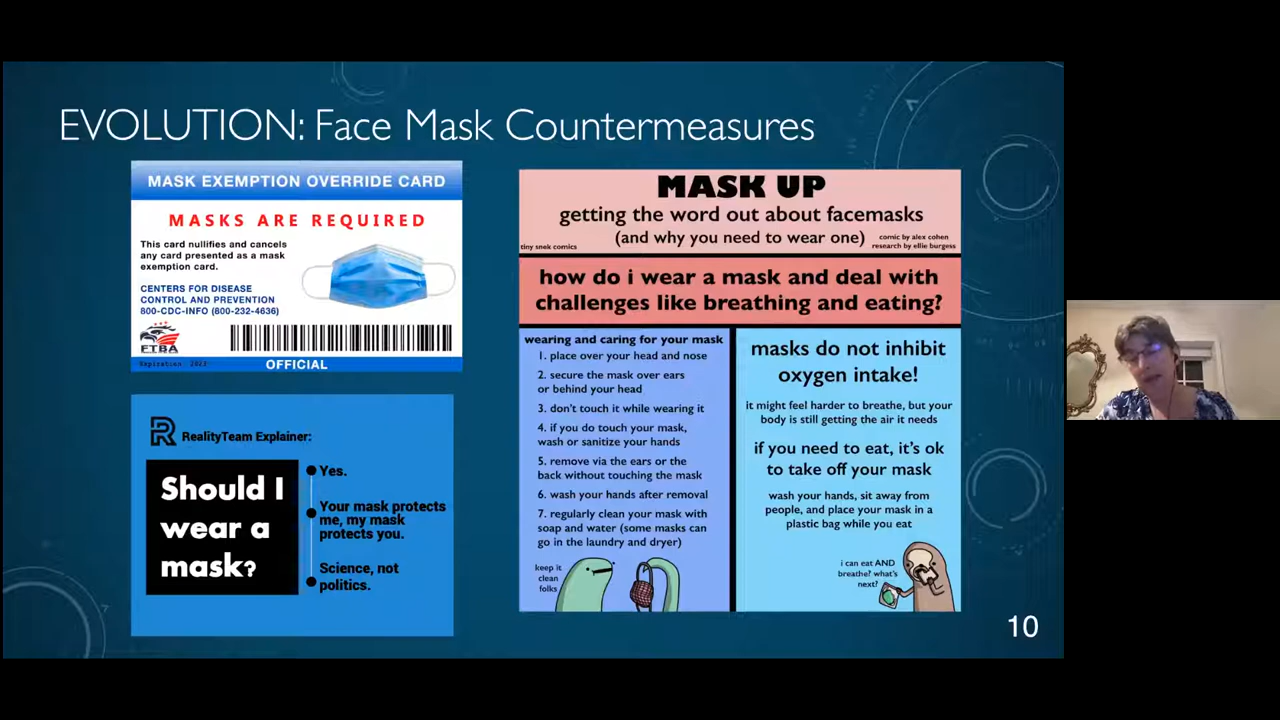 EVOLUTION: Face Mask Countermeasures
MASK EXEMPTION OVERRIDE CARD
MASKS ARE REQUIRED
This card nullifies and cancels
any card presented as a mask
exemption card.
CENTERS FOR DISEASE
CONTROL AND PREVENTION
800-CDC-INFO (800-232-4636)
FTBA
Expiration: 2023
OFFICIAL
RealityTeam Explainer:
Should I
wear a
mask?
Yes.
Your mask protects
me, my mask
protects you.
Science, not
politics.
MASK UP
getting the word out about facemasks
(and why you need to wear one)
tiny snek comics
comic by alex cohen
research by ellie burgess
how do i wear a mask and deal with
challenges like breathing and eating?
wearing and caring for your mask
1. place over your head and nose
2. secure the mask over ears
or behind your head
3. don't touch it while wearing it
4. if you do touch your mask,
wash or sanitize your hands
5. remove via the ears or the
back without touching the mask
6. wash your hands after removal
7. regularly clean your mask with
soap and water (some masks can
go in the laundry and dryer)
keep it
clean
folks
masks do not inhibit
oxygen intake!
it might feel harder to breathe, but your
body is still getting the air it needs
if you need to eat, it's ok
to take off your mask
wash your hands, sit away from
people, and place your mask in a
plastic bag while you eat
i can eat AND
breathe? what's
next?
10